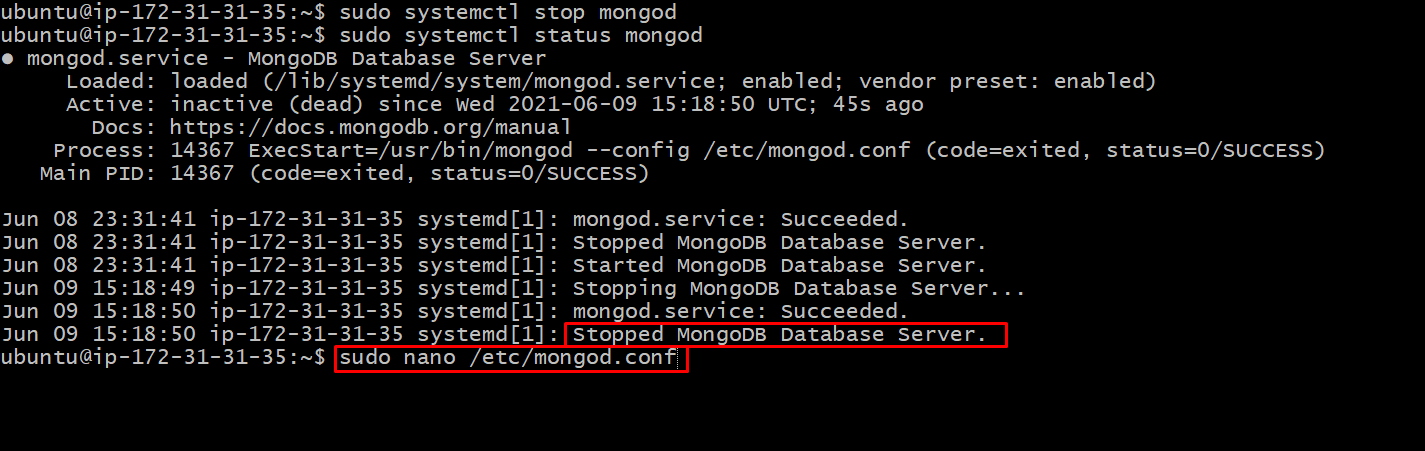 ubuntu@ip-172-31-31-35:~$ sudo systemctl stop mongod
ubuntu@ip-172-31-31-35:~$ sudo systemctl status mongod
● mongod.service - MongoDB Database Server
     Loaded: loaded (/lib/systemd/system/mongod.service; enabled; vendor preset: enabled)
     Active: inactive (dead) since Wed 2021-06-09 15:18:50 UTC; 45s ago
       Docs: https://docs.mongodb.org/manual
    Process: 14367 ExecStart=/usr/bin/mongod --config /etc/mongod.conf (code=exited, status=0/SUCCESS)
   Main PID: 14367 (code=exited, status=0/SUCCESS)

Jun 08 23:31:41 ip-172-31-31-35 systemd[1]: mongod.service: Succeeded.
Jun 08 23:31:41 ip-172-31-31-35 systemd[1]: Stopped MongoDB Database Server.
Jun 08 23:31:41 ip-172-31-31-35 systemd[1]: Started MongoDB Database Server.
Jun 09 15:18:49 ip-172-31-31-35 systemd[1]: Stopping MongoDB Database Server...
Jun 09 15:18:50 ip-172-31-31-35 systemd[1]: mongod.service: Succeeded.
Jun 09 15:18:50 ip-172-31-31-35 systemd[1]: Stopped MongoDB Database Server.
ubuntu@ip-172-31-31-35:~$ sudo nano /etc/mongod.conf